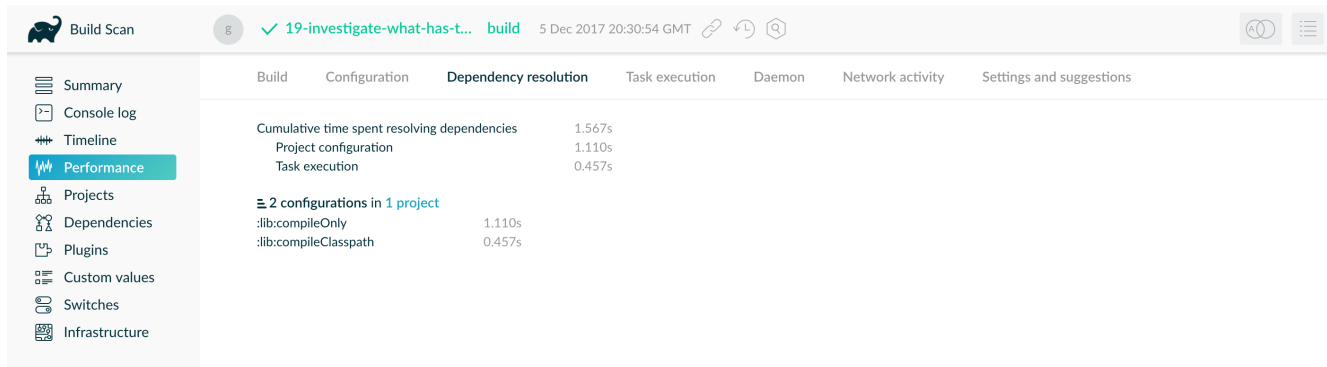 Build Scan
g 19-investigate-what-has-t... build 5 Dec 2017 20:30:54 GMT
A
Summary
Console log
Timeline
Performance
Projects
Dependencies
Plugins
Custom values
Switches
Infrastructure
Build Configuration Dependency resolution Task execution Daemon Network activity Settings and suggestions
Cumulative time spent resolving dependencies 1.567s
Project configuration 1.110s
Task execution 0.457s
2 configurations in 1 project
:lib:compileOnly 1.110s
:lib:compileClasspath 0.457s